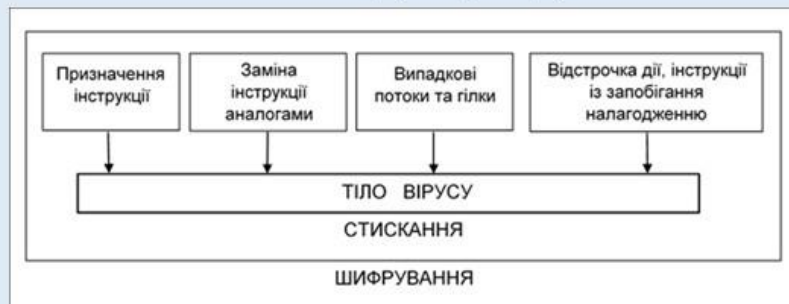 Призначення
інструкції
Заміна
інструкції
аналогами
Випадкові
потоки та гілки
Відстрочка дії, інструкції
із запобігання
налагодженню
ТІЛО ВІРУСУ
СТИСКАННЯ
ШИФРУВАННЯ